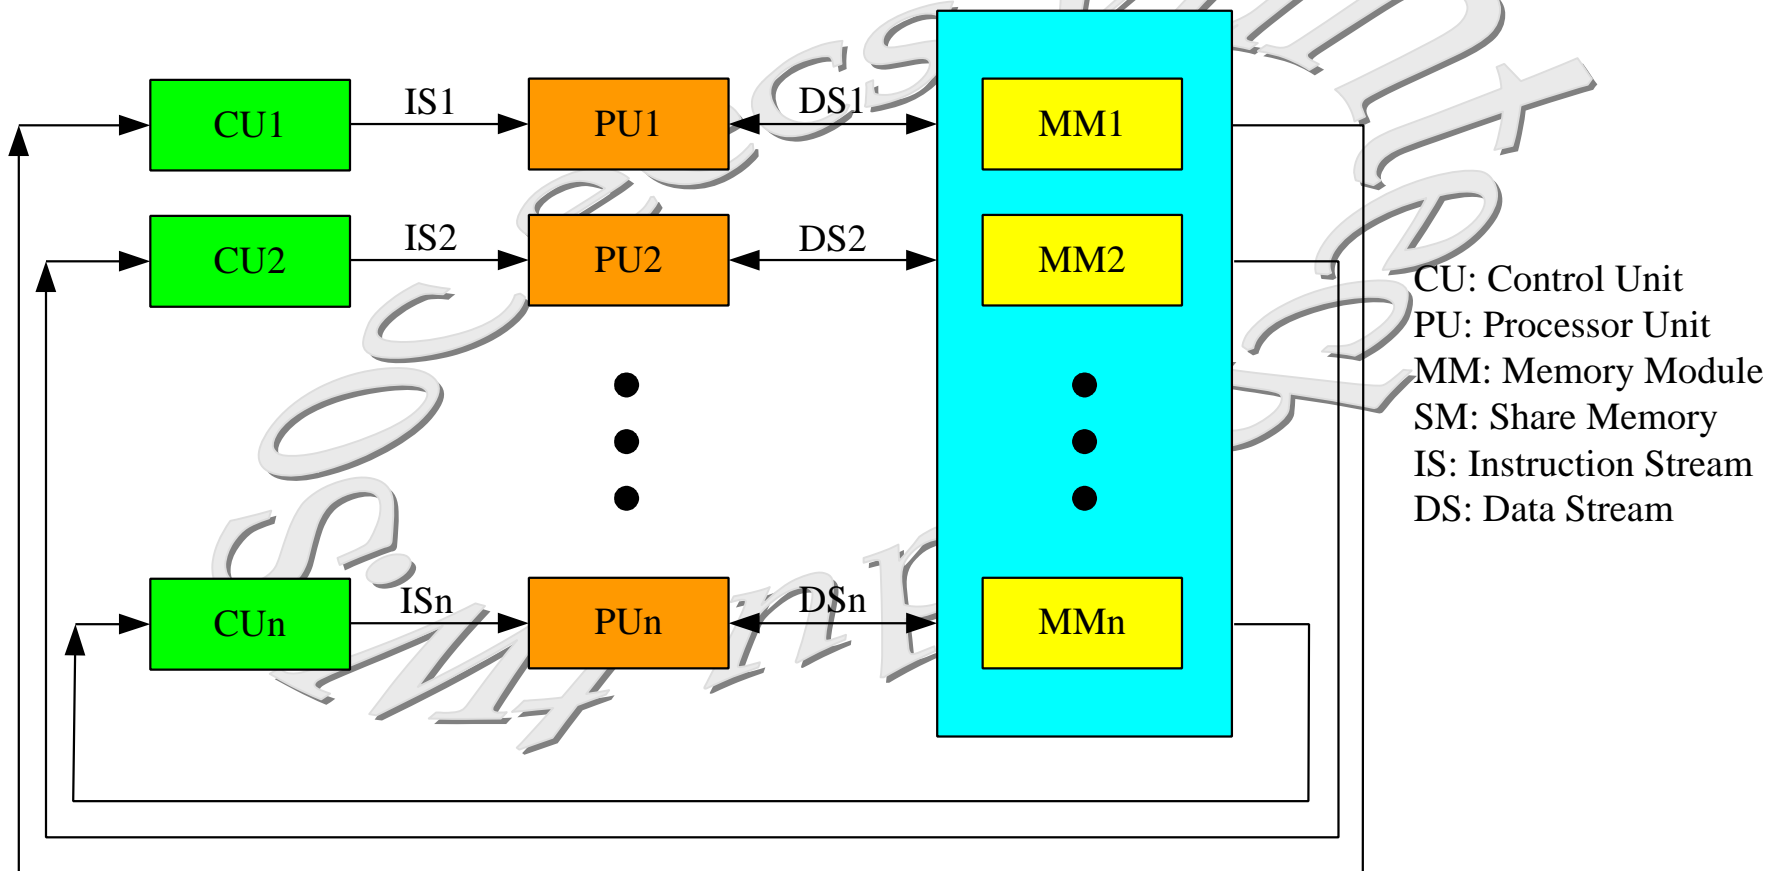 CU1 IS1 PU1 DS1 MM1
CU2 IS2 PU2 DS2 MM2
CUn ISn PUn DSn MMn
CU: Control Unit
PU: Processor Unit
MM: Memory Module
SM: Share Memory
IS: Instruction Stream
DS: Data Stream